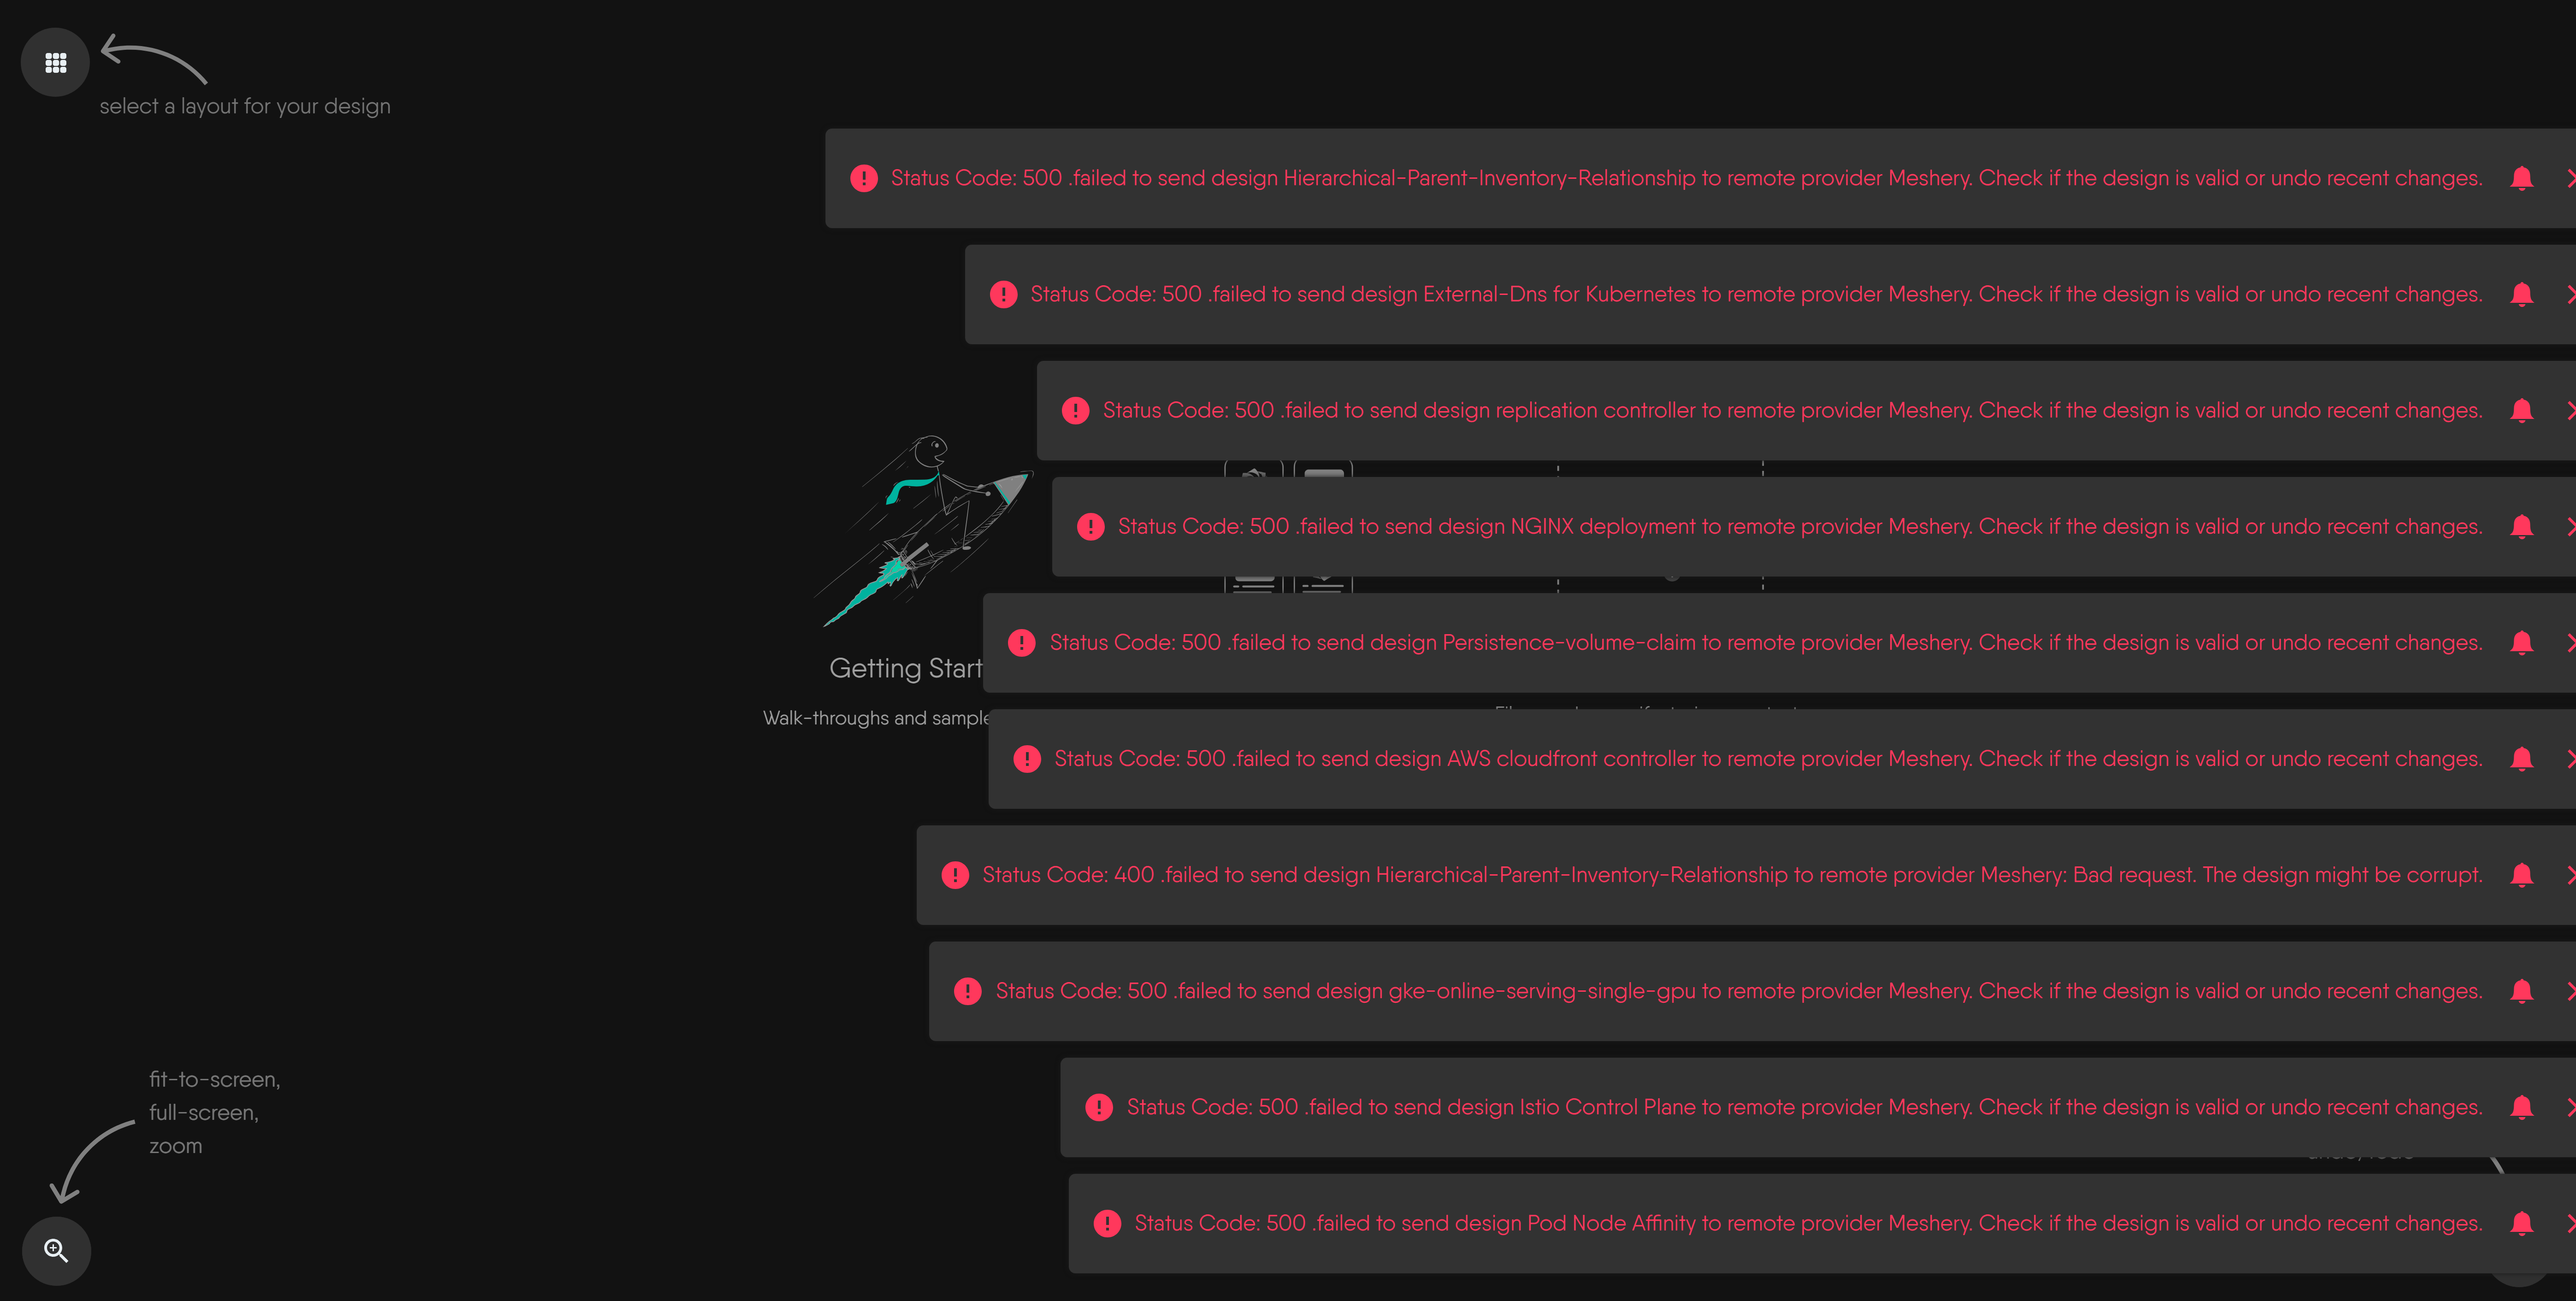 select a layout for your design
Status Code: 500 .failed to send design Hierarchical-Parent-Inventory-Relationship to remote provider Meshery. Check if the design is valid or undo recent changes.
Status Code: 500 .failed to send design External-Dns for Kubernetes to remote provider Meshery. Check if the design is valid or undo recent changes.
Status Code: 500 .failed to send design replication controller to remote provider Meshery. Check if the design is valid or undo recent changes.
Status Code: 500 .failed to send design NGINX deployment to remote provider Meshery. Check if the design is valid or undo recent changes.
Status Code: 500 .failed to send design Persistence-volume-claim to remote provider Meshery. Check if the design is valid or undo recent changes.
Getting Start
Walk-throughs and sample
Status Code: 500 .failed to send design AWS cloudfront controller to remote provider Meshery. Check if the design is valid or undo recent changes.
Status Code: 400 .failed to send design Hierarchical-Parent-Inventory-Relationship to remote provider Meshery: Bad request. The design might be corrupt.
Status Code: 500 .failed to send design gke-online-serving-single-gpu to remote provider Meshery. Check if the design is valid or undo recent changes.
fit-to-screen,
full-screen,
zoom
Status Code: 500 .failed to send design Istio Control Plane to remote provider Meshery. Check if the design is valid or undo recent changes.
Status Code: 500 .failed to send design Pod Node Affinity to remote provider Meshery. Check if the design is valid or undo recent changes.